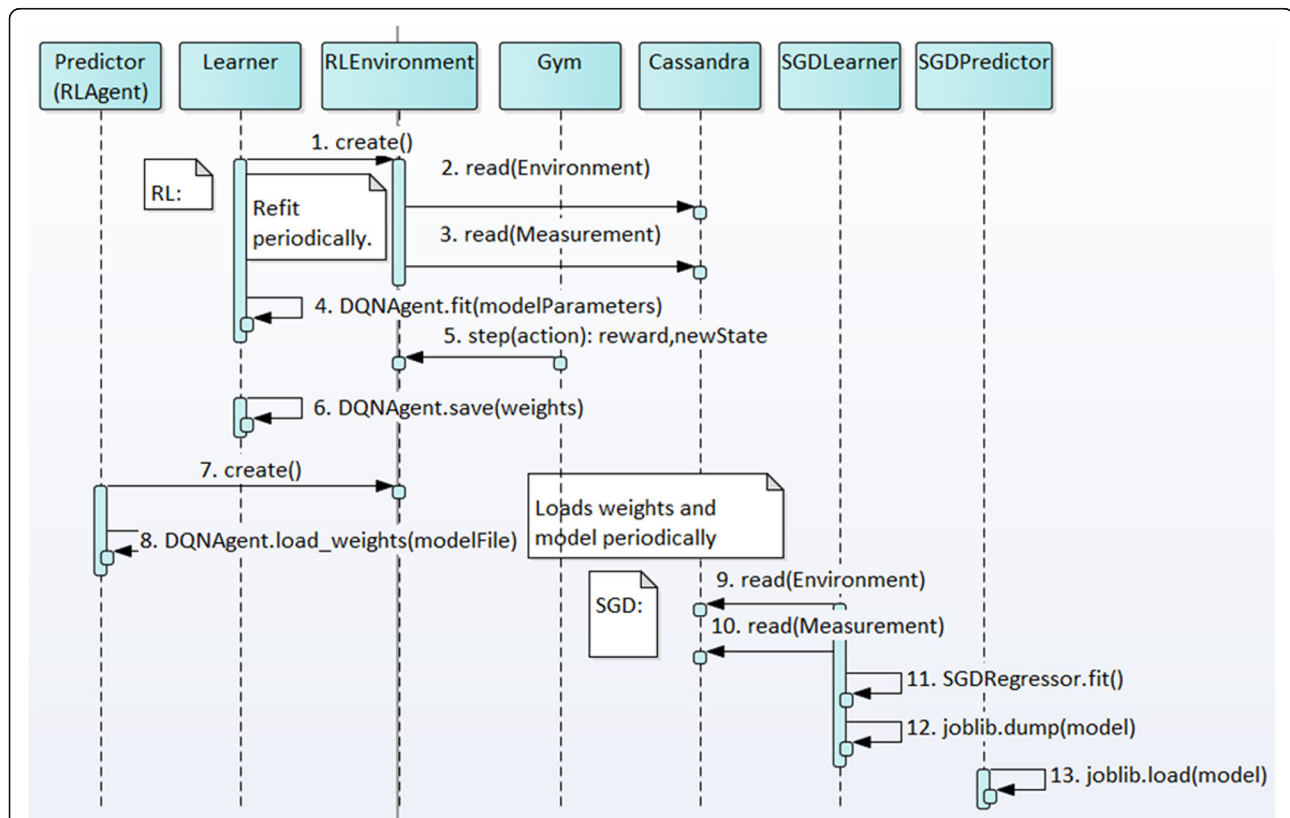 Predictor
(RLAgent)
Learner
RLEnvironment
Gym
Cassandra
SGDLearner
SGDPredictor
1. create()
2. read(Environment)
RL:
Refit
periodically.
3. read(Measurement)
4. DQNAgent.fit(modelParameters)
5. step(action): reward,newState
6. DQNAgent.save(weights)
7. create()
Loads weights and
model periodically
8. DQNAgent.load_weights(modelFile)
9. read(Environment)
SGD:
10. read(Measurement)
11. SGDRegressor.fit()
12. joblib.dump(model)
13. joblib.load(model)